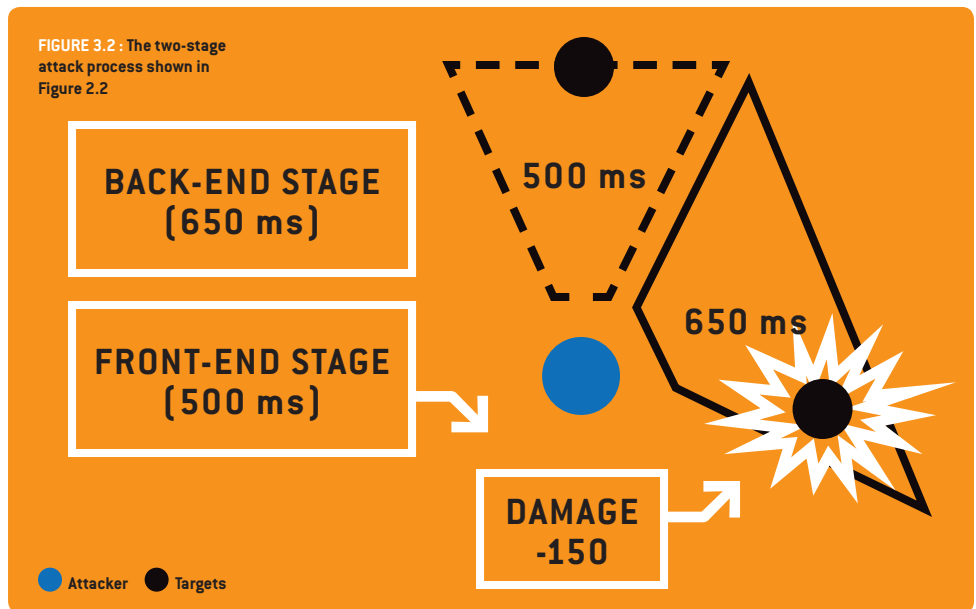 FIGURE 3.2 : The two-stage
attack process shown in
Figure 2.2
BACK-END STAGE
(650 ms)
FRONT-END STAGE
(500 ms)
500 ms
650 ms
DAMAGE
-150
Attacker
Targets